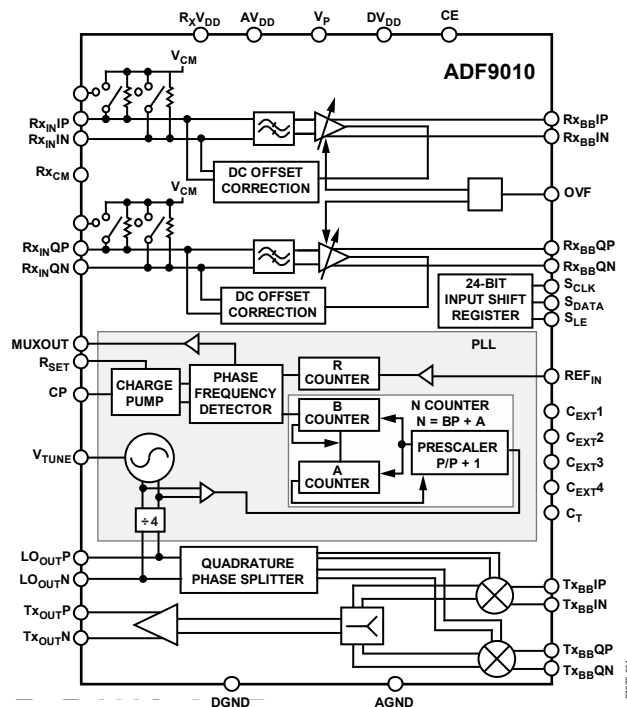 RxVDD AVDD VP DVDD CE
ADF9010
VCM
RxINIP
RxININ
RxCM
DC OFFSET
CORRECTION
RxBBIP
RxBBIN
OVF
VCM
RxINQP
RxINQN
DC OFFSET
CORRECTION
RxBBQP
RxBBQN
24-BIT
INPUT SHIFT
REGISTER
SCLK
SDATA
SLE
MUXOUT
RSET
CP
PLL
CHARGE
PUMP
PHASE
FREQUENCY
DETECTOR
R
COUNTER
REFIN
B
COUNTER
N COUNTER
N = BP + A
PRESCALER
P/P + 1
A
COUNTER
CEXT1
CEXT2
CEXT3
CEXT4
CT
VTUNE
÷4
LOOUTP
LOOUTN
TxOUTP
TxOUTN
QUADRATURE
PHASE SPLITTER
TxBBIP
TxBBIN
TxBBQP
TxBBQN
DGND AGND